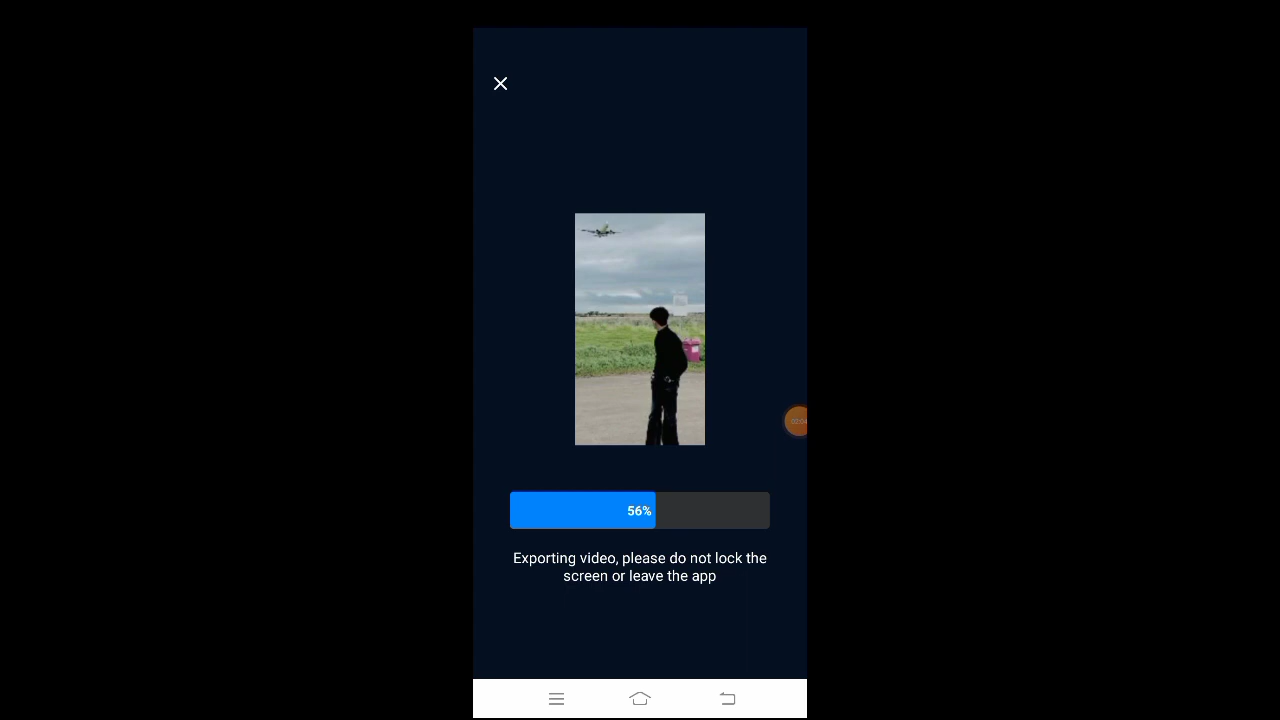 56%
Exporting video, please do not lock the
screen or leave the app